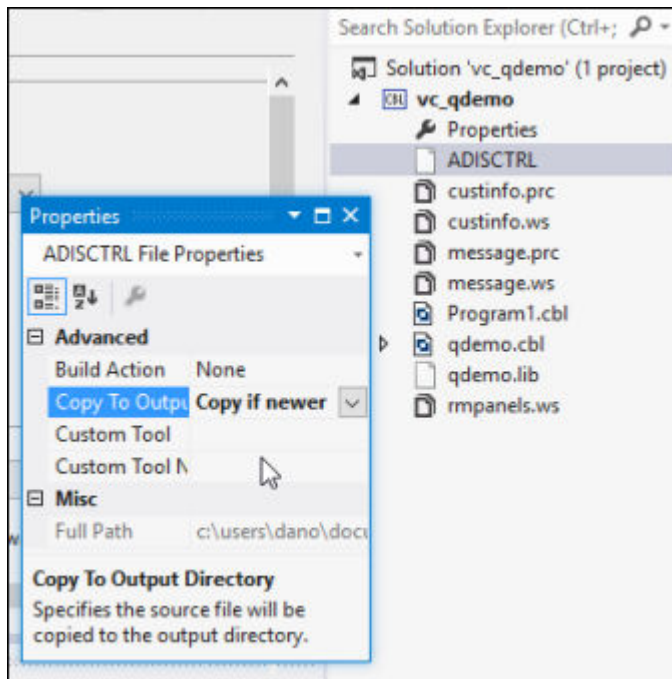 Search Solution Explorer (Ctrl+;
Solution 'vc_qdemo' (1 project)
CBL vc_qdemo
Properties
ADISCTRL
custinfo.prc
custinfo.ws
message.prc
message.ws
Program1.cbl
qdemo.cbl
qdemo.lib
rmpanels.ws
Properties
ADISCTRL File Properties
Advanced
Build Action None
Copy To Outpu Copy if newer
Custom Tool
Custom Tool N
Misc
Full Path c:\users\dano\docu
Copy To Output Directory
Specifies the source file will be
copied to the output directory.